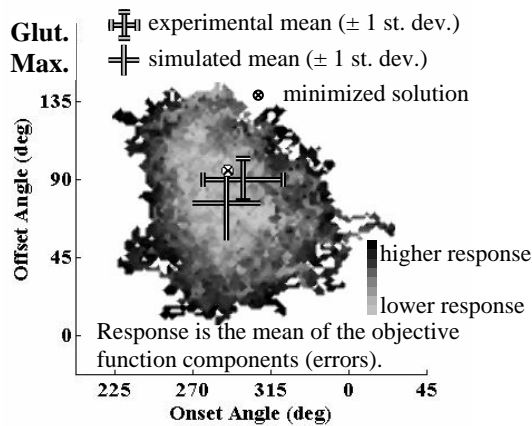 Glut.
Max.
experimental mean (± 1 st. dev.)
simulated mean (± 1 st. dev.)
minimized solution
Offset Angle (deg)
135
90
45
0
higher response
lower response
Response is the mean of the objective
function components (errors).
225 270 315 0 45
Onset Angle (deg)